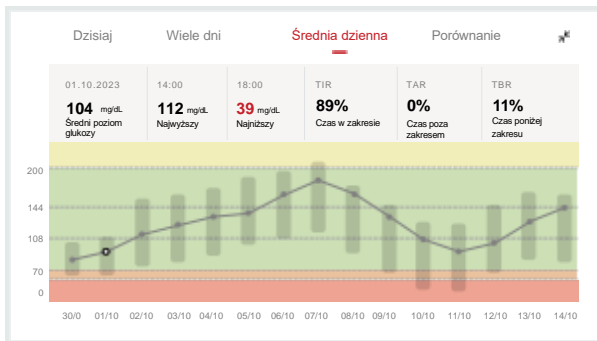 Dzisiaj Wiele dni Średnia dzienna Porównanie
01.10.2023 14:00 18:00 TIR TAR TBR
104 mg/dL 112 mg/dL 39 mg/dL 89% 0% 11%
Średni poziom glukozy Najwyższy Najniższy Czas w zakresie Czas poza zakresem Czas poniżej zakresu
200
144
108
70
0
30/0 01/10 02/10 03/10 04/10 05/10 06/10 07/10 08/10 09/10 10/10 11/10 12/10 13/10 14/10